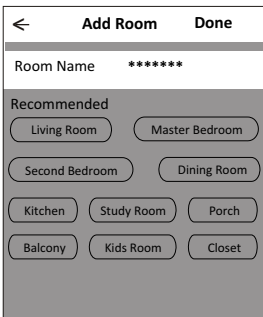 ← Add Room Done
Room Name *******
Recommended
Living Room Master Bedroom
Second Bedroom Dining Room
Kitchen Study Room Porch
Balcony Kids Room Closet